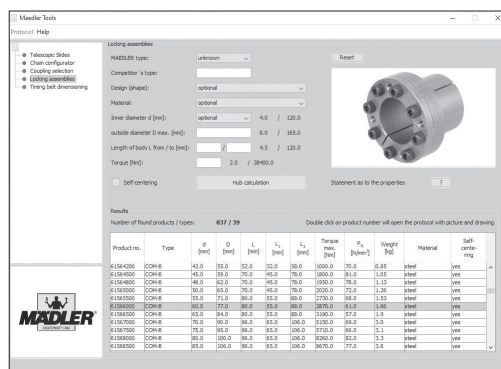 Maedler Tools
Protocol Help
Telescopic Slides
Chain configurator
Coupling selection
Locking assemblies
Timing belt dimensioning
MÄDLER
Locking assemblies
MAEDLER type: unknown Reset
Competitor´s type:
Design (shape): optional
Material: optional
Inner diameter d [mm]: optional 4.0 / 120.0
outside diameter D max. [mm]: 8.0 / 165.0
Length of body L from / to [mm]: / 4.5 / 120.0
Torque [Nm]: 2.0 / 38400.0
Self-centering Hub calculation Statement as to the properties ?
Results
Number of found products / types: 837 / 39 Double click on product number will open the protocol with picture and drawing.
Product no. Type d [mm] D [mm] L [mm] L1 [mm] L2 [mm] Torque max. [Nm] PN [N/mm²] Weight [kg] Material Self-cente-ring
61564200 COM-B 42.0 55.0 52.0 32.0 58.0 1000.0 70.0 0.85 steel yes
61564500 COM-B 45.0 59.0 70.0 45.0 78.0 1800.0 81.0 1.05 steel yes
61564800 COM-B 48.0 62.0 70.0 45.0 78.0 1950.0 78.0 1.13 steel yes
61565000 COM-B 50.0 65.0 70.0 45.0 78.0 2020.0 72.0 1.26 steel yes
61565500 COM-B 55.0 71.0 80.0 55.0 88.0 2730.0 68.0 1.53 steel yes
61566000 COM-B 60.0 77.0 80.0 55.0 88.0 2870.0 61.0 1.66 steel yes
61566500 COM-B 65.0 84.0 80.0 55.0 88.0 3190.0 57.0 1.9 steel yes
61567000 COM-B 70.0 90.0 96.0 65.0 106.0 5150.0 69.0 3.0 steel yes
61567500 COM-B 75.0 95.0 96.0 65.0 106.0 5710.0 66.0 3.1 steel yes
61568000 COM-B 80.0 100.0 96.0 65.0 106.0 8260.0 82.0 3.3 steel yes
61568500 COM-B 85.0 106.0 96.0 65.0 106.0 8670.0 77.0 3.6 steel yes